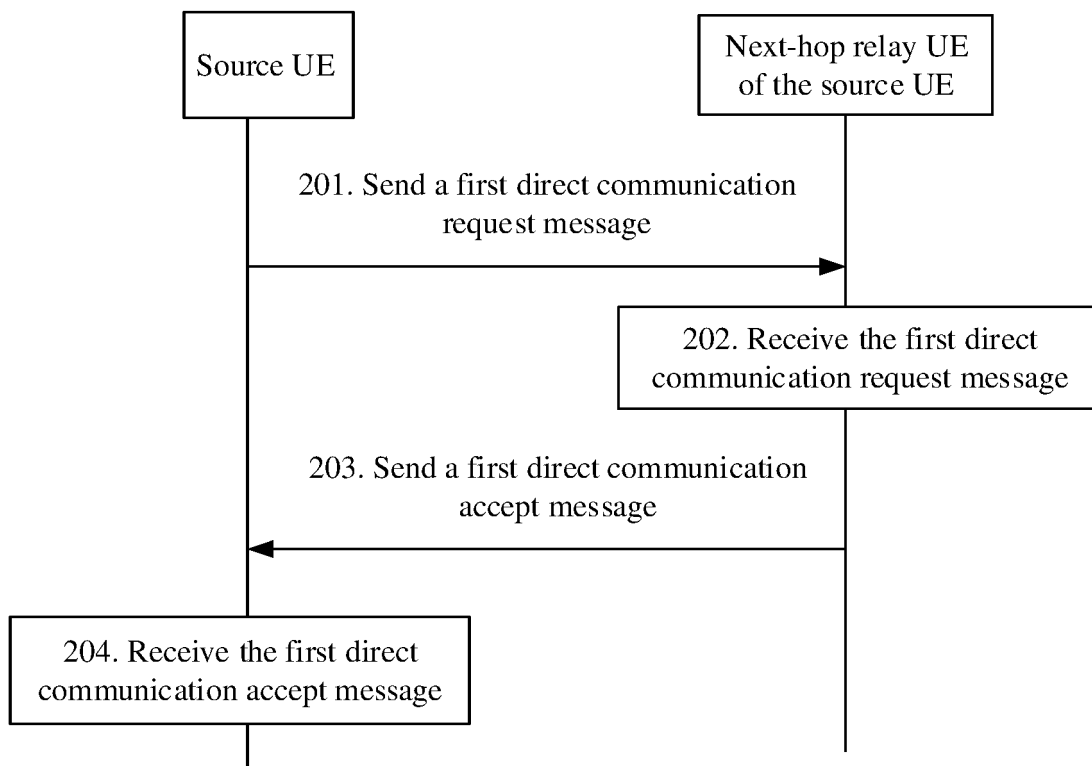 Source UE
Next-hop relay UE
of the source UE
201. Send a first direct communication
request message
202. Receive the first direct
communication request message
203. Send a first direct communication
accept message
204. Receive the first direct
communication accept message